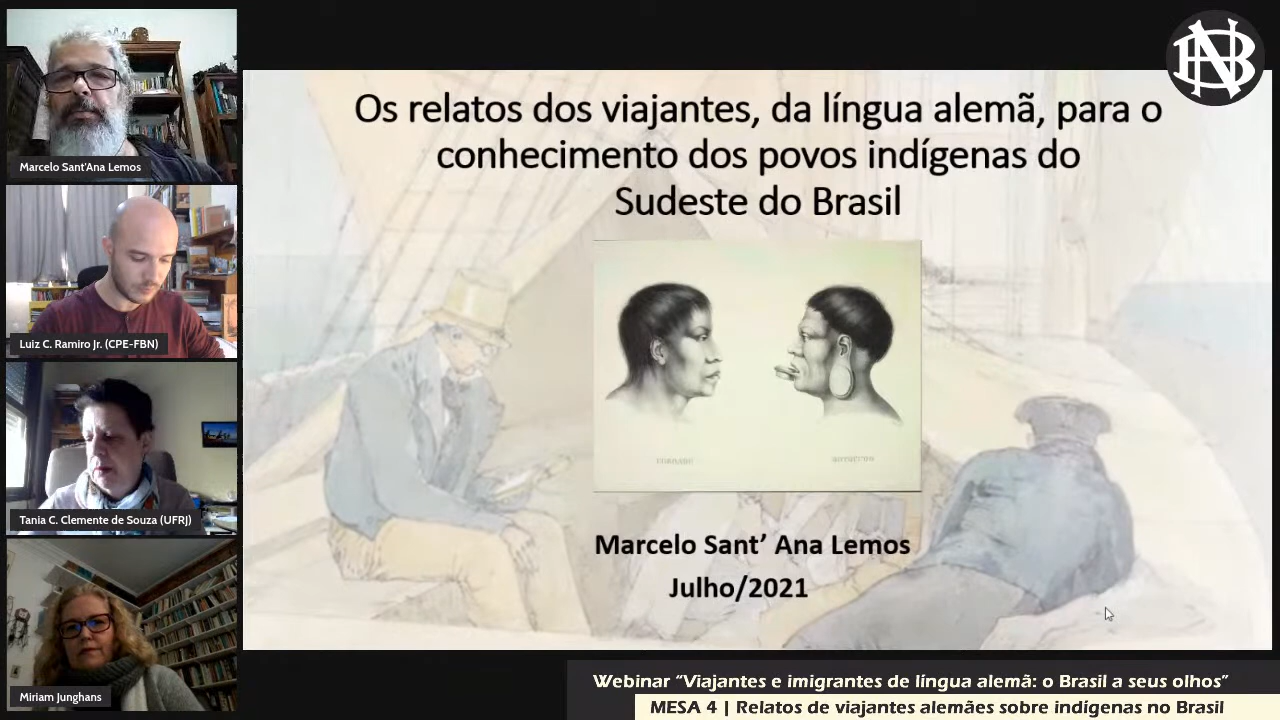 Marcelo Sant'Ana Lemos
Luiz C. Ramiro Jr. (CPE-FBN)
Tania C. Clemente de Souza (UFRJ)
Miriam Junghans
Os relatos dos viajantes, da língua alemã, para o
conhecimento dos povos indígenas do
Sudeste do Brasil
Marcelo Sant' Ana Lemos
Julho/2021
Webinar “Viajantes e imigrantes de língua alemã: o Brasil a seus olhos”
MESA 4 | Relatos de viajantes alemães sobre indígenas no Brasil